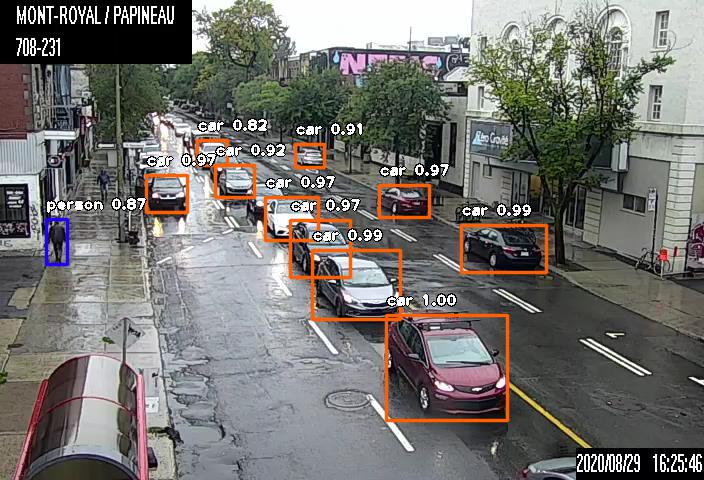 MONT-ROYAL / PAPINEAU
708-231
car 0.82
car 0.91
car 0.97
car 0.92
car 0.97
car 0.97
person 0.87
car 0.97
car 0.99
car 0.99
car 1.00
2020/08/29 16:25:46